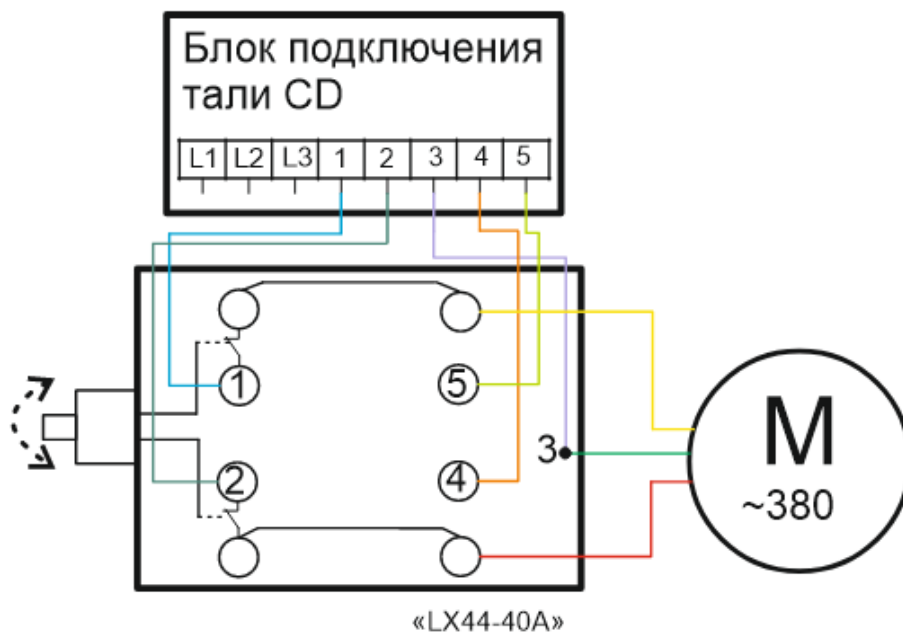 Блок подключения
тали CD
L1 L2 L3 1 2 3 4 5
1 5
3
2 4
M
~380
«LX44-40A»